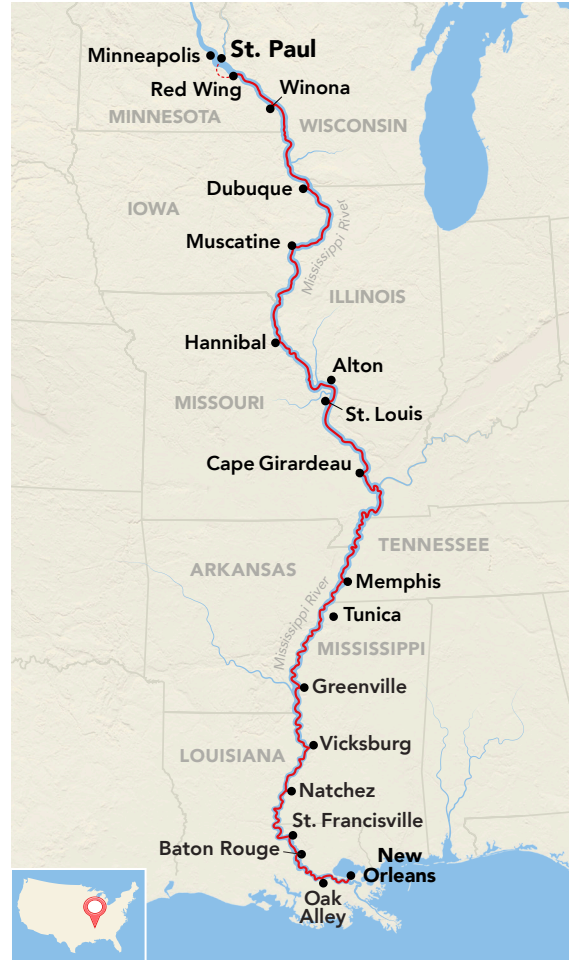 Minneapolis
St. Paul
Red Wing
Winona
MINNESOTA
WISCONSIN
Dubuque
IOWA
Muscatine
Mississippi River
ILLINOIS
Hannibal
Alton
MISSOURI
St. Louis
Cape Girardeau
TENNESSEE
ARKANSAS
Memphis
Mississippi River
Tunica
MISSISSIPPI
Greenville
Vicksburg
LOUISIANA
Natchez
St. Francisville
Baton Rouge
New
Orleans
Oak
Alley